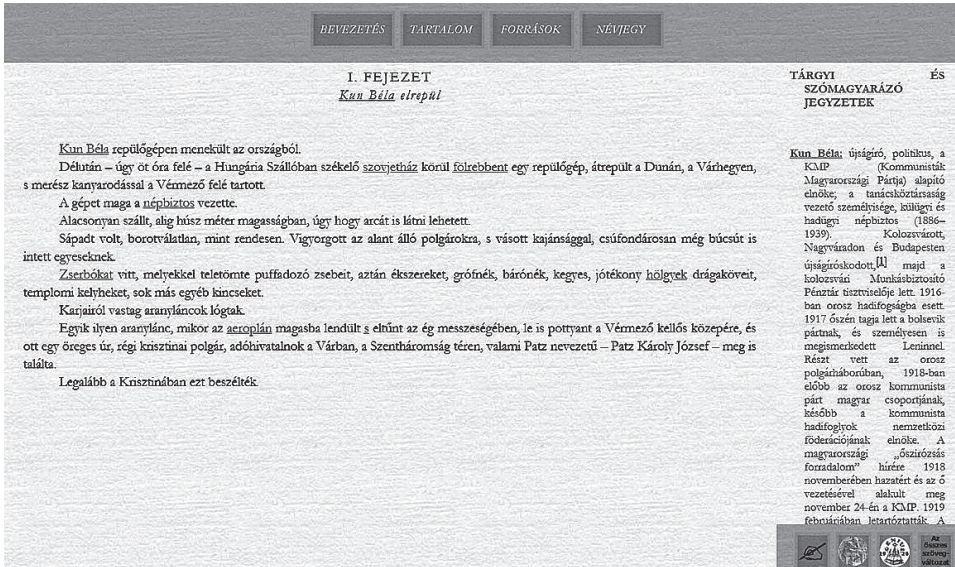 BEVEZETÉS TARTALOM FORRÁSOK NÉVJEGY
I. FEJEZET
Kun Béla elrepül
Kun Béla repülőgépen menekült az országból.
Délután – úgy öt óra felé – a Hungária Szállóban székelő szovjetház körül fölrebbent egy repülőgép, átrepült a Dunán, a Várhegyen,
s merész kanyarodással a Vérmező felé tartott.
A gépet maga a népbiztos vezette.
Alacsonyan szállt, alig húsz méter magasságban, úgy hogy arcát is látni lehetett.
Sápadt volt, borotválatlan, mint rendesen. Vigyorgott az alant álló polgárokra, s vásott kajánsággal, csúfondárosan még búcsút is
intett egyeseknek.
Zserbókat vitt, melyekkel teletömte puffadozó zsebeit, aztán ékszereket, grófnék, bárónék, kegyes, jótékony hölgyek drágaköveit,
templomi kelyheket, sok más egyéb kincseket.
Karjairól vastag aranyláncok lógtak.
Egyik ilyen aranylánc, mikor az aeroplán magasba lendült s eltűnt az ég messzeségében, le is pottyant a Vérmező kellős közepére, és
ott egy öreges úr, régi krisztinai polgár, adóhivatalnok a Várban, a Szentháromság téren, valami Patz nevezetű – Patz Károly József – meg is
találta.
Legalább a Krisztinában ezt beszélték.
TÁRGYI ÉS
SZÓMAGYARÁZÓ
JEGYZETEK
Kun Béla: újságíró, politikus, a
KMP (Kommunisták
Magyarországi Pártja) alapító
elnöke; a tanácsköztársaság
vezető személyisége, külügyi és
hadügyi népbiztos (1886–
1939). Kolozsvárott,
Nagyváradon és Budapesten
újságíróskodott,[1] majd a
kolozsvári Munkásbiztosító
Pénztár tisztviselője lett. 1916-
ban orosz hadifogságba esett.
1917 őszén tagja lett a bolsevik
pártnak, és személyesen is
megismerkedett Leninnel.
Részt vett az orosz
polgárháborúban, 1918-ban
előbb az orosz kommunista
párt magyar csoportjának,
később a kommunista
hadifoglyok nemzetközi
föderációjának elnöke. A
magyarországi „őszirózsás
forradalom” hírére 1918
novemberében hazatért és az ő
vezetésével alakult meg
november 24-én a KMP. 1919
februárjában letartóztatták. A
Az
összes
szöveg-
változat